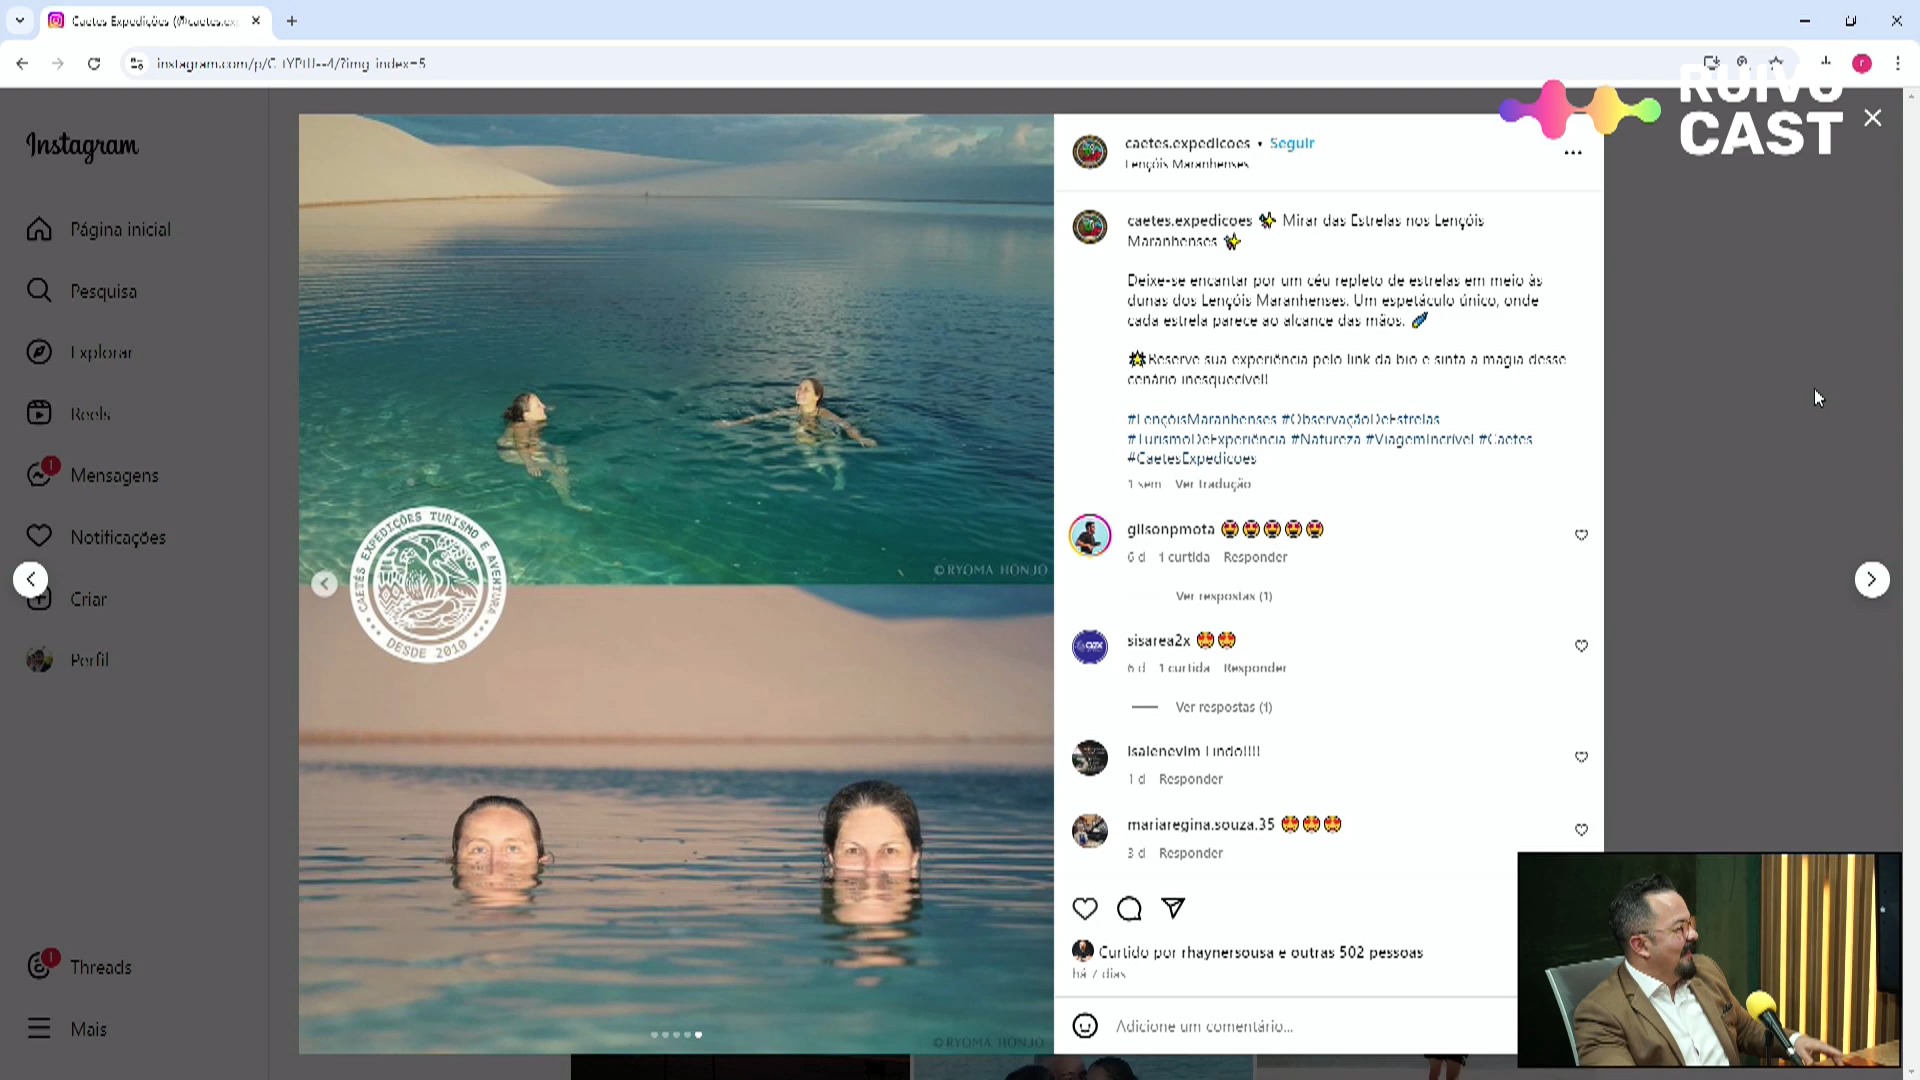 Caetes Expedições (@caetes.ex
instagram.com/p/C_tYPtIJ--4/?img_index=5
RUIVO
CAST
Instagram
caetes.expedicoes • Seguir
Lençóis Maranhenses
Página inicial
Pesquisa
Explorar
Reels
Mensagens
Notificações
Criar
Perfil
Threads
Mais
caetes.expedicoes ✨ Mirar das Estrelas nos Lençóis
Maranhenses ✨
Deixe-se encantar por um céu repleto de estrelas em meio às
dunas dos Lençóis Maranhenses. Um espetáculo único, onde
cada estrela parece ao alcance das mãos. ☄️
🌟Reserve sua experiência pelo link da bio e sinta a magia desse
cenário inesquecível!
#LençóisMaranhenses #ObservaçãoDeEstrelas
#TurismoDeExperiência #Natureza #ViagemIncrível #Caetes
#CaetesExpedicoes
1 sem Ver tradução
gilsonpmota 😍😍😍😍😍
6 d 1 curtida Responder
Ver respostas (1)
sisarea2x 😍😍
6 d 1 curtida Responder
Ver respostas (1)
isalenevlm Lindo!!!!
1 d Responder
mariaregina.souza.35 😍😍😍
3 d Responder
Curtido por rhaynersousa e outras 502 pessoas
há 7 dias
Adicione um comentário...
CAETÉS EXPEDIÇÕES TURISMO E AVENTURA
DESDE 2010
©RYOMA HONJO
©RYOMA HONJO